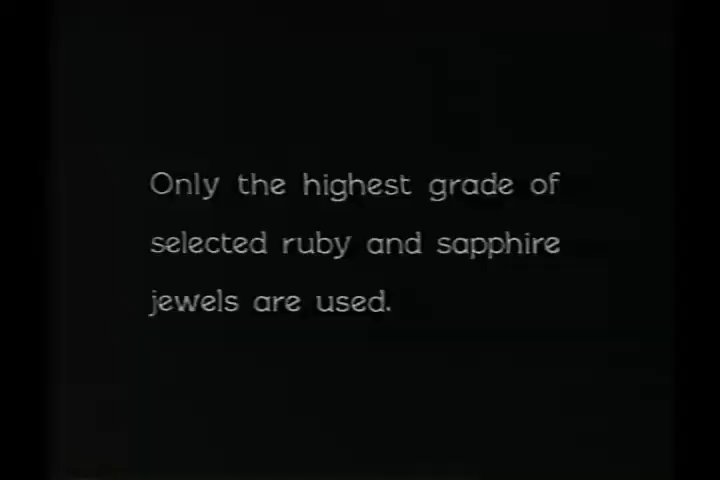 Only the highest grade of
selected ruby and sapphire
jewels are used.